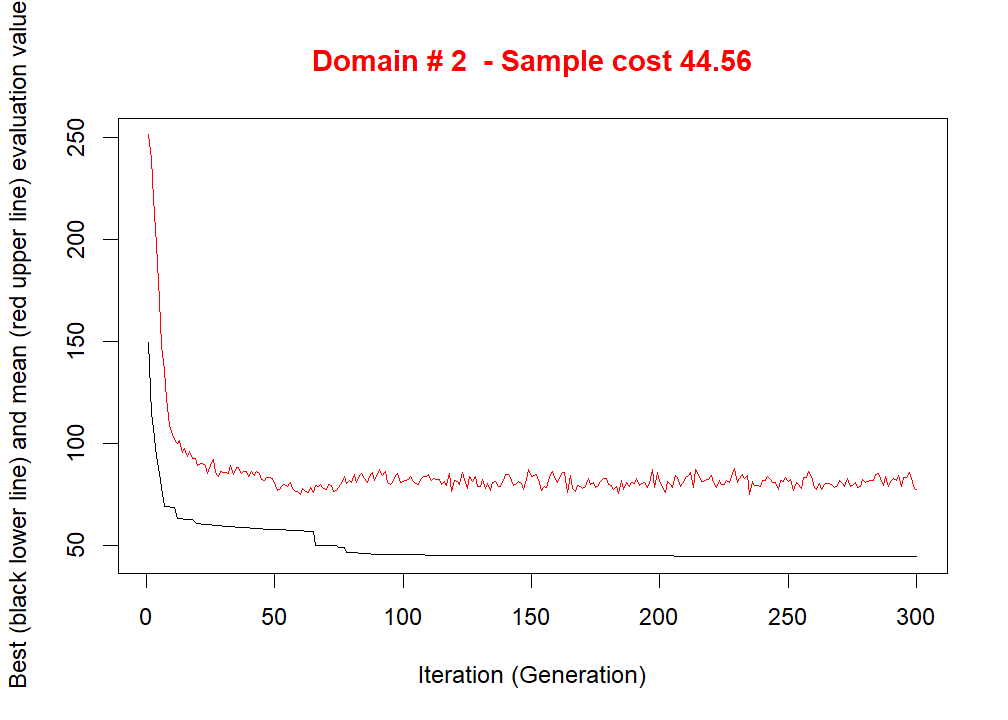 Domain # 2  - Sample cost 44.56
Best (black lower line) and mean (red upper line) evaluation value
250
200
150
100
50
0 50 100 150 200 250 300
Iteration (Generation)